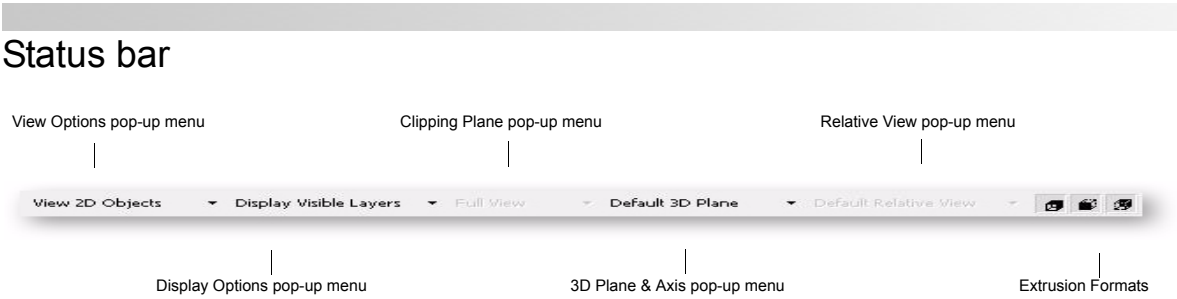 Status bar
View Options pop-up menu Clipping Plane pop-up menu Relative View pop-up menu
View 2D Objects Display Visible Layers Full View Default 3D Plane Default Relative View
Display Options pop-up menu 3D Plane & Axis pop-up menu Extrusion Formats